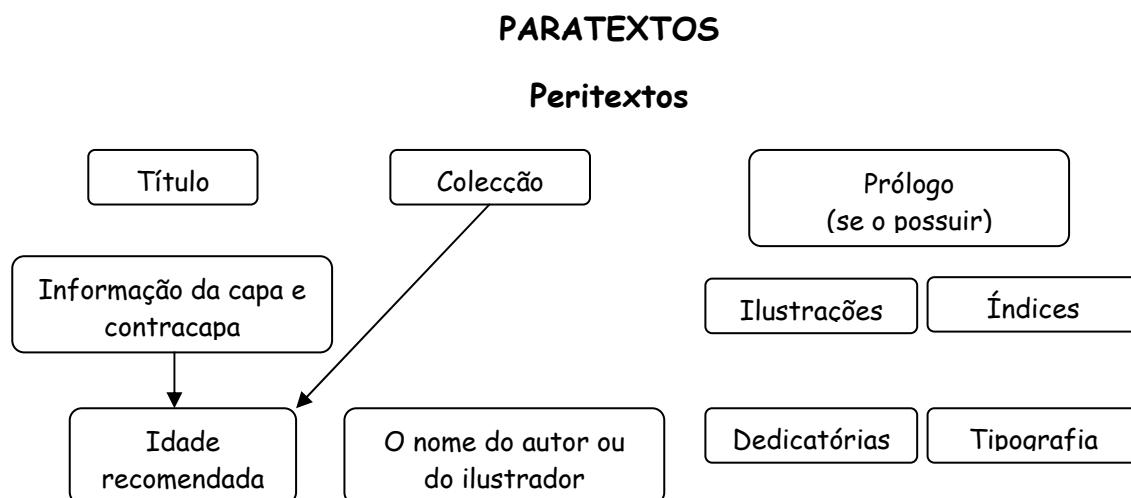 PARATEXTOS
Peritextos
Título
Colecção
Prólogo
(se o possuir)
Informação da capa e
contracapa
Ilustrações
Índices
Idade
recomendada
O nome do autor ou
do ilustrador
Dedicatórias
Tipografia